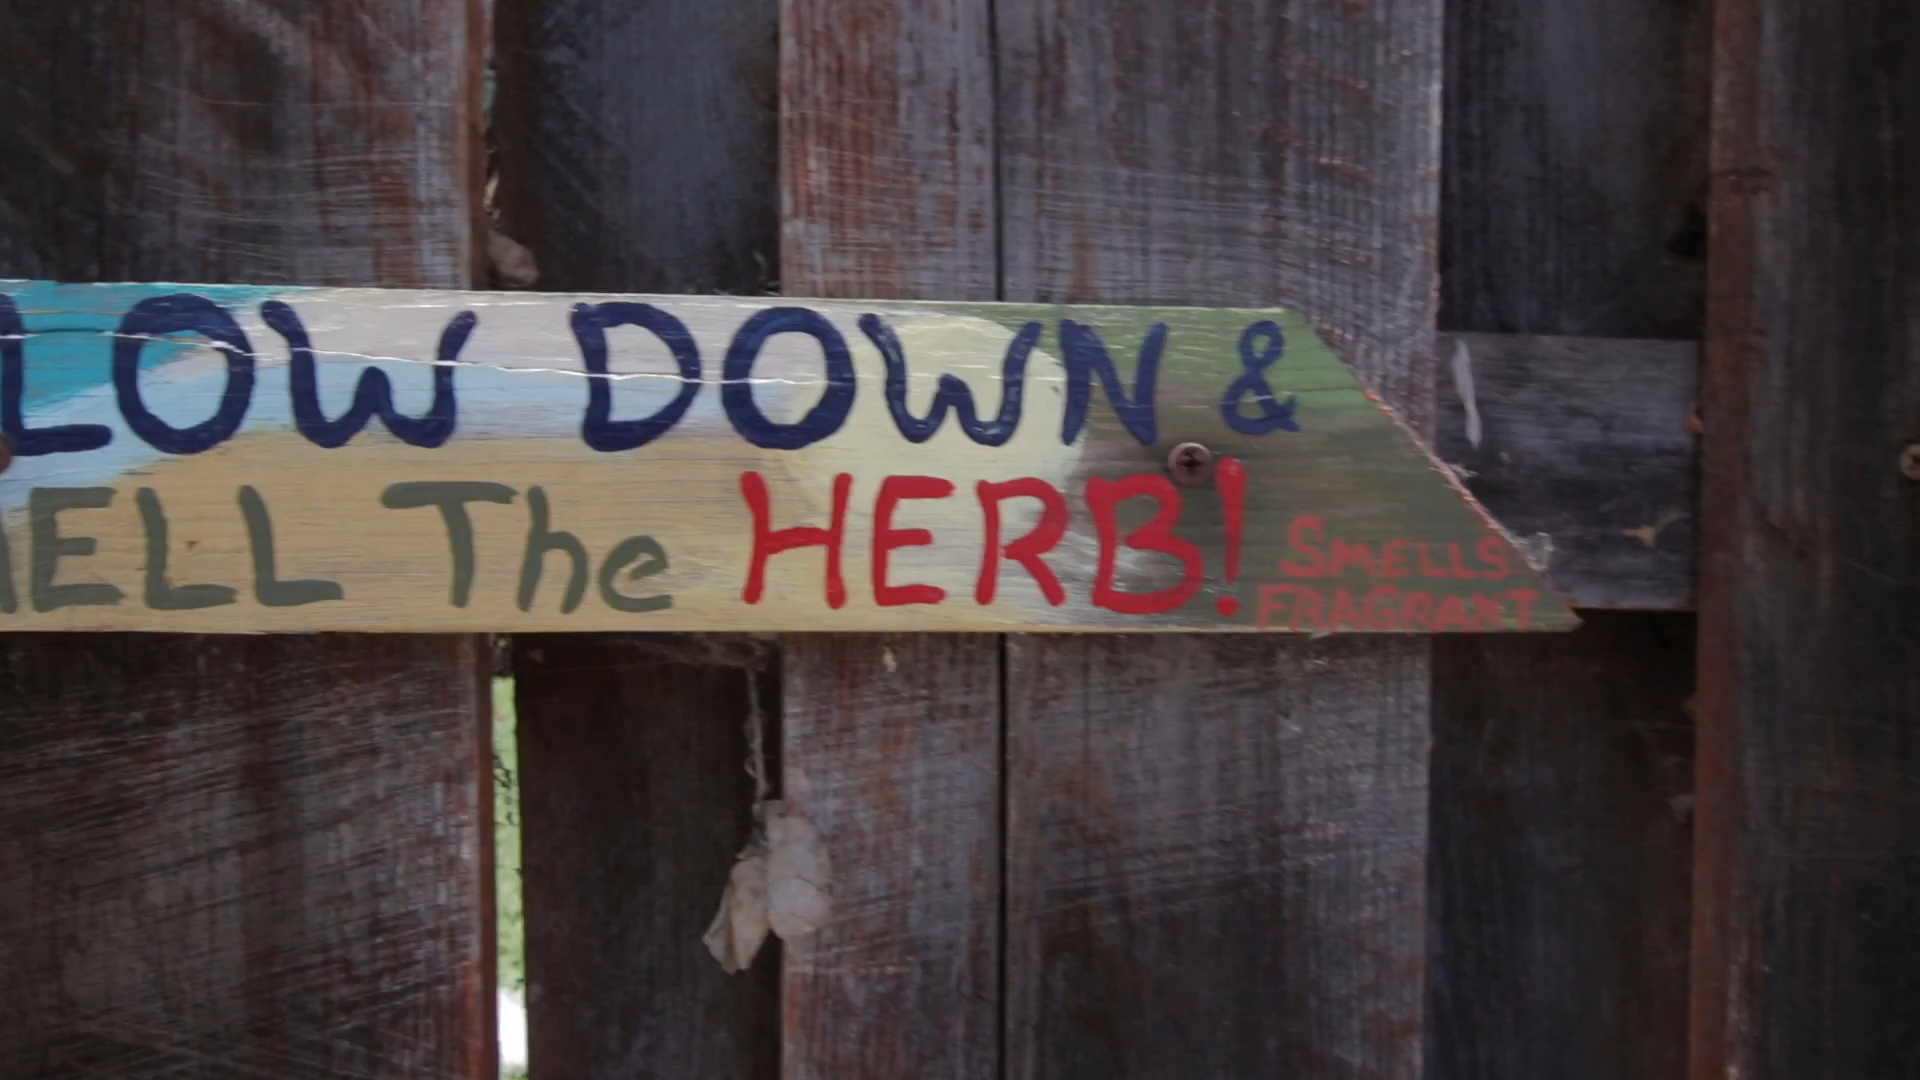 LOW DOWN &
ELL The HERB!
SMELLS
FRAGRANT